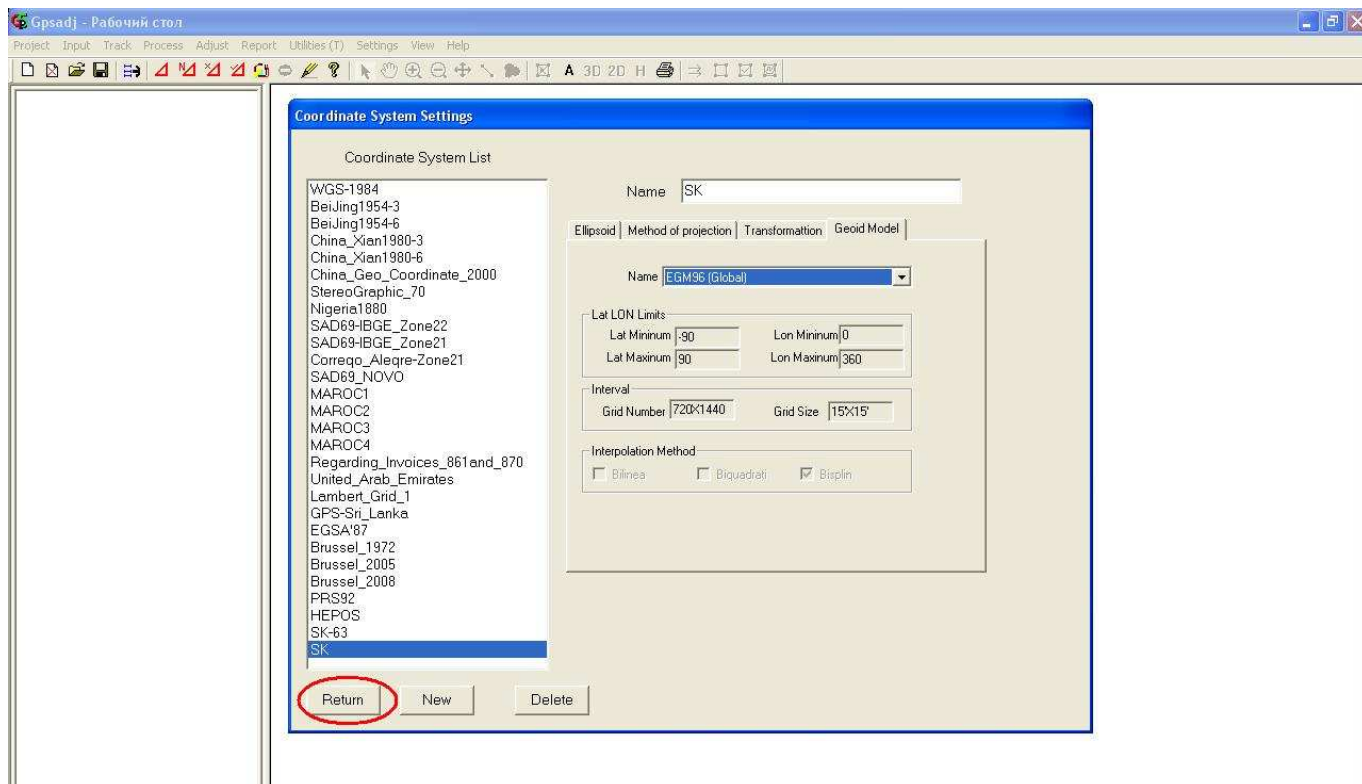 Gpsadj - Рабочий стол
Project Input Track Process Adjust Report Utilities (T) Settings View Help
A 3D 2D H
Coordinate System Settings
Coordinate System List
WGS-1984
BeiJing1954-3
BeiJing1954-6
China_Xian1980-3
China_Xian1980-6
China_Geo_Coordinate_2000
StereoGraphic_70
Nigeria1880
SAD69-IBGE_Zone22
SAD69-IBGE_Zone21
Corrego_Alegre-Zone21
SAD69_NOVO
MAROC1
MAROC2
MAROC3
MAROC4
Regarding_Invoices_861and_870
United_Arab_Emirates
Lambert_Grid_1
GPS-Sri_Lanka
EGSA'87
Brussel_1972
Brussel_2005
Brussel_2008
PRS92
HEPOS
SK-63
SK
Return New Delete
Name SK
Ellipsoid Method of projection Transformattion Geoid Model
Name EGM96 (Global)
Lat LON Limits
Lat Mininum -90 Lon Mininum 0
Lat Maxinum 90 Lon Maxinum 360
Interval
Grid Number 720X1440 Grid Size 15'X15'
Interpolation Method
Bilinea Biquadrati Bisplin